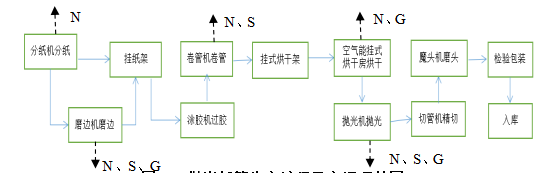 N
N、S
N、G
分纸机分纸
挂纸架
卷管机卷管
挂式烘干架
空气能挂式
烘干房烘干
魔头机磨头
检验包装
磨边机磨边
涂胶机过胶
抛光机抛光
切管机精切
入库
N、S、G
N、S、G